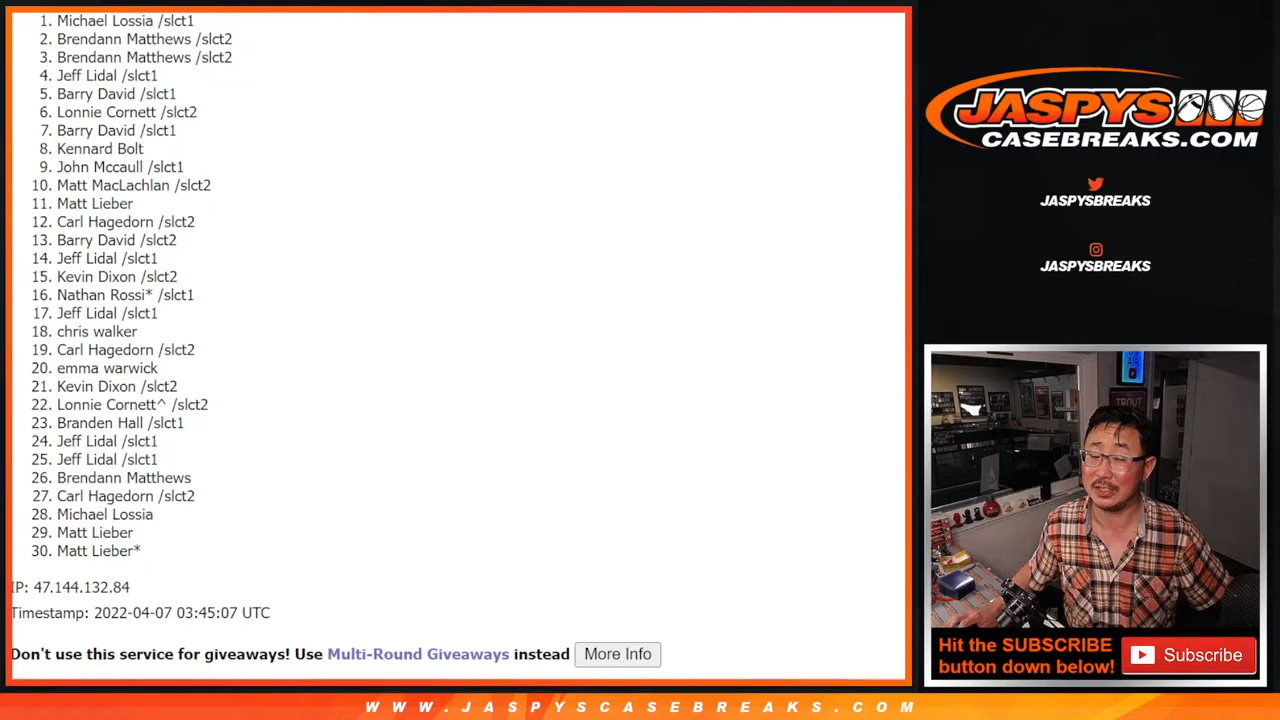 1. Michael Lossia /slct1
2. Brendann Matthews /slct2
3. Brendann Matthews /slct2
4. Jeff Lidal /slct1
5. Barry David /slct1
6. Lonnie Cornett /slct2
7. Barry David /slct1
8. Kennard Bolt
9. John Mccaull /slct1
10. Matt MacLachlan /slct2
11. Matt Lieber
12. Carl Hagedorn /slct2
13. Barry David /slct2
14. Jeff Lidal /slct1
15. Kevin Dixon /slct2
16. Nathan Rossi* /slct1
17. Jeff Lidal /slct1
18. chris walker
19. Carl Hagedorn /slct2
20. emma warwick
21. Kevin Dixon /slct2
22. Lonnie Cornett^ /slct2
23. Branden Hall /slct1
24. Jeff Lidal /slct1
25. Jeff Lidal /slct1
26. Brendann Matthews
27. Carl Hagedorn /slct2
28. Michael Lossia
29. Matt Lieber
30. Matt Lieber*
IP: 47.144.132.84
Timestamp: 2022-04-07 03:45:07 UTC
Don't use this service for giveaways! Use Multi-Round Giveaways instead More Info
JASPYS
CASEBREAKS.COM
JASPYSBREAKS
JASPYSBREAKS
TROUT
Hit the SUBSCRIBE
button down below!
Subscribe
WWW.JASPYSCASEBREAKS.COM